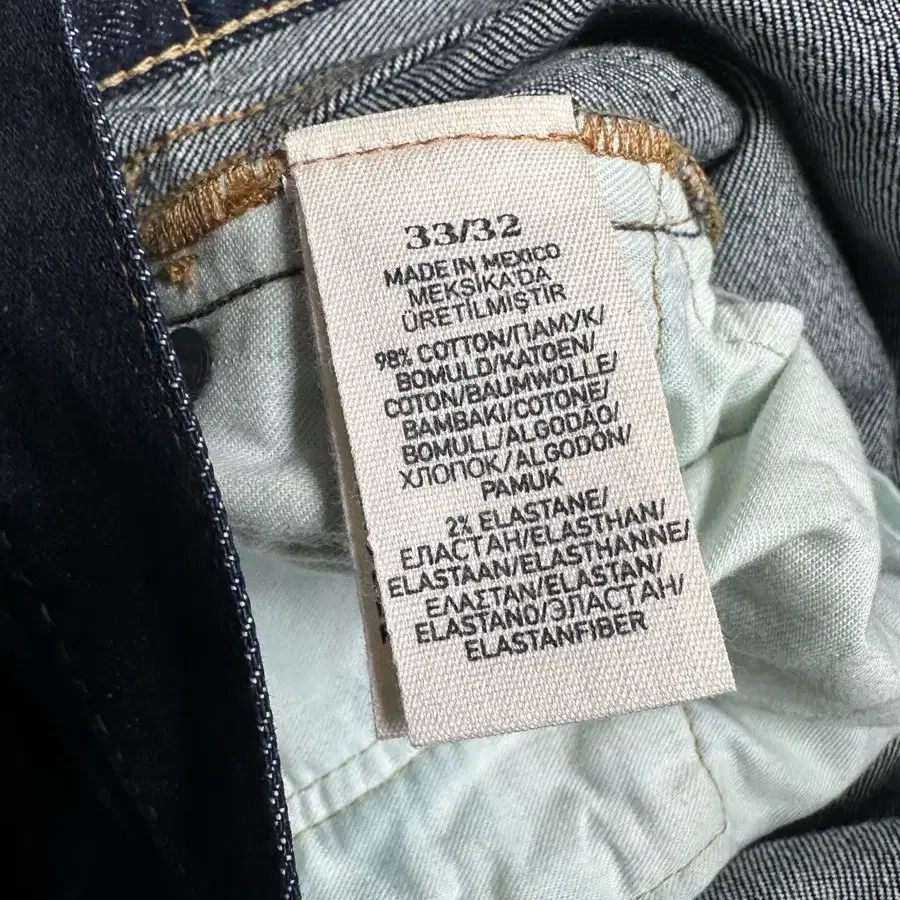 33/32
MADE IN MEXICO
MEKSİKA'DA
ÜRETİLMİŞTİR
98% COTTON/ПАМУК/
BOMULD/KATOEN/
COTON/BAUMWOLLE/
BAMBAKI/COTONE/
BOMULL/ALGODÃO/
ХЛОПОК/ALGODÓN/
PAMUK
2% ELASTANE/
ЕЛАСТАН/ELASTHAN/
ELASTAAN/ELASTHANNE/
ΕΛΑΣΤΑΝ/ELASTAN/
ELASTANO/ЭЛАСТАН/
ELASTANFIBER